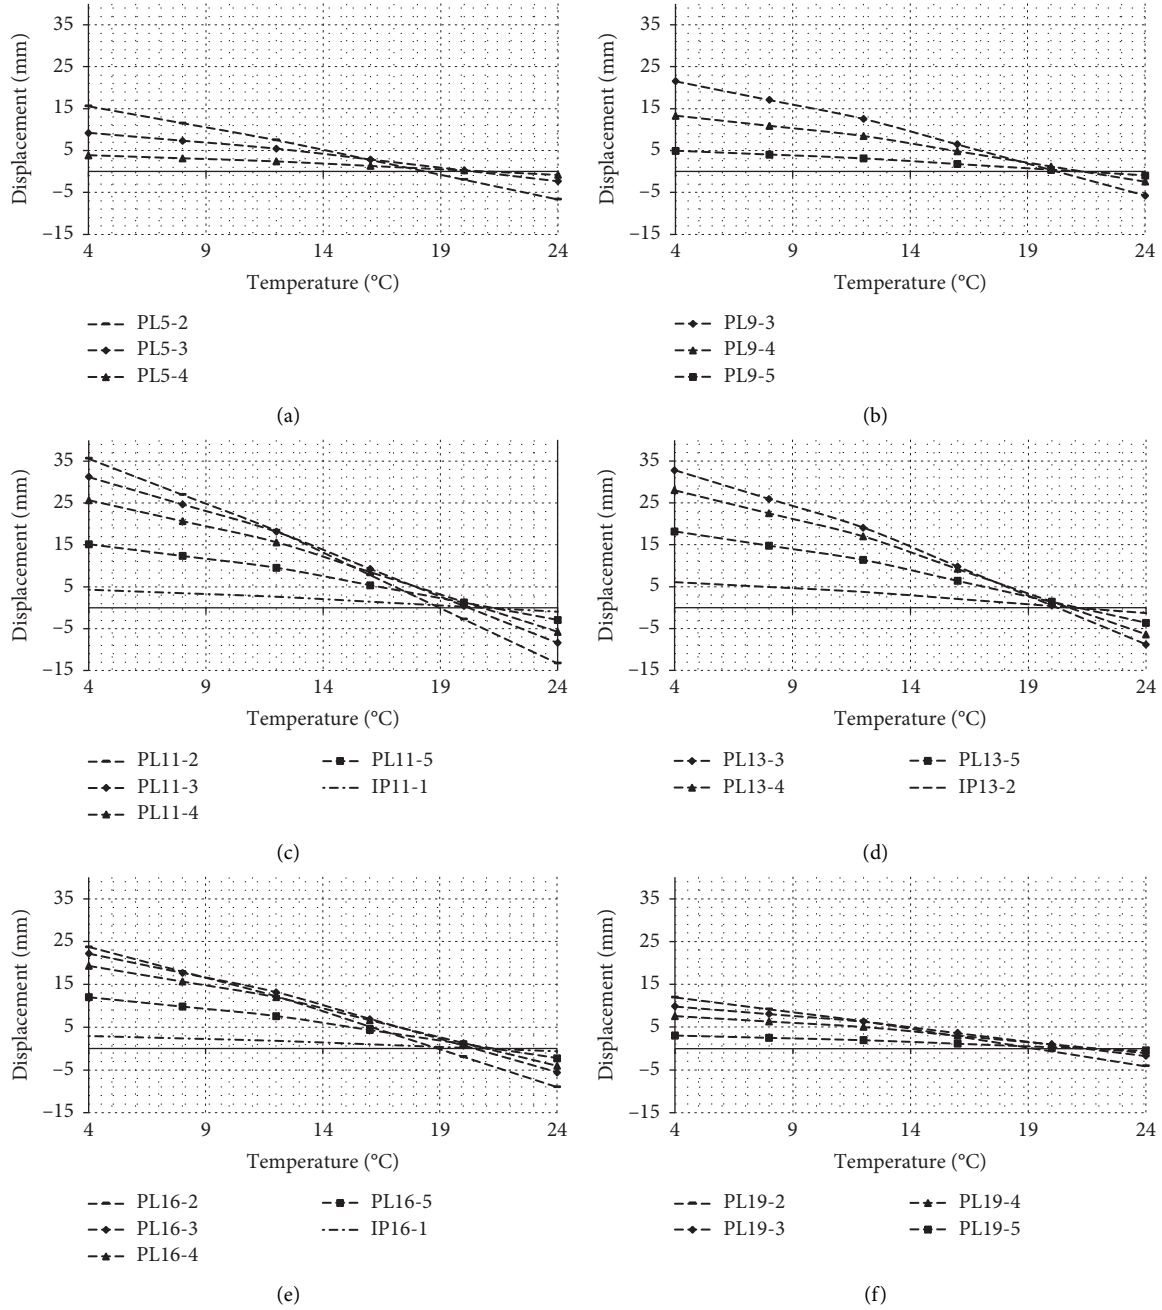 35
25
15
5
–5
–15
Displacement (mm)
4 9 14 19 24
Temperature (°C)
PL5-2
PL5-3
PL5-4
(a)
35
25
15
5
–5
–15
Displacement (mm)
4 9 14 19 24
Temperature (°C)
PL9-3
PL9-4
PL9-5
(b)
35
25
15
5
–5
–15
Displacement (mm)
4 9 14 19 24
Temperature (°C)
PL11-2
PL11-3
PL11-4
PL11-5
IP11-1
(c)
35
25
15
5
–5
–15
Displacement (mm)
4 9 14 19 24
Temperature (°C)
PL13-3
PL13-4
PL13-5
IP13-2
(d)
35
25
15
5
–5
–15
Displacement (mm)
4 9 14 19 24
Temperature (°C)
PL16-2
PL16-3
PL16-4
PL16-5
IP16-1
(e)
35
25
15
5
–5
–15
Displacement (mm)
4 9 14 19 24
Temperature (°C)
PL19-2
PL19-3
PL19-4
PL19-5
(f)